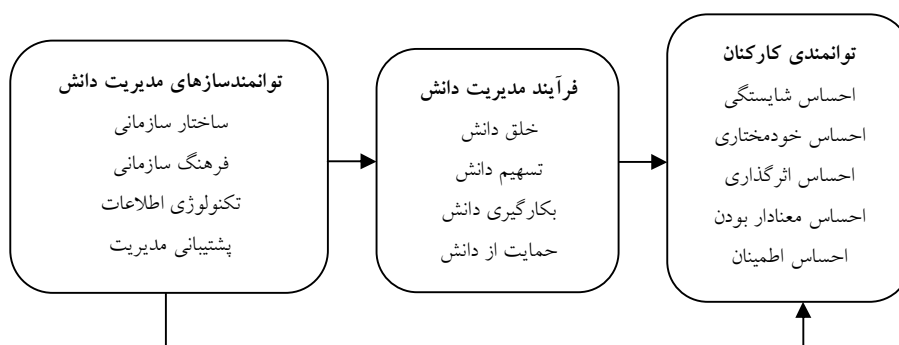 توانمندسازهای مدیریت دانش
ساختار سازمانی
فرهنگ سازمانی
تکنولوژی اطلاعات
پشتیبانی مدیریت
فرآیند مدیریت دانش
خلق دانش
تسهیم دانش
بکارگیری دانش
حمایت از دانش
توانمندی کارکنان
احساس شایستگی
احساس خودمختاری
احساس اثرگذاری
احساس معنادار بودن
احساس اطمینان